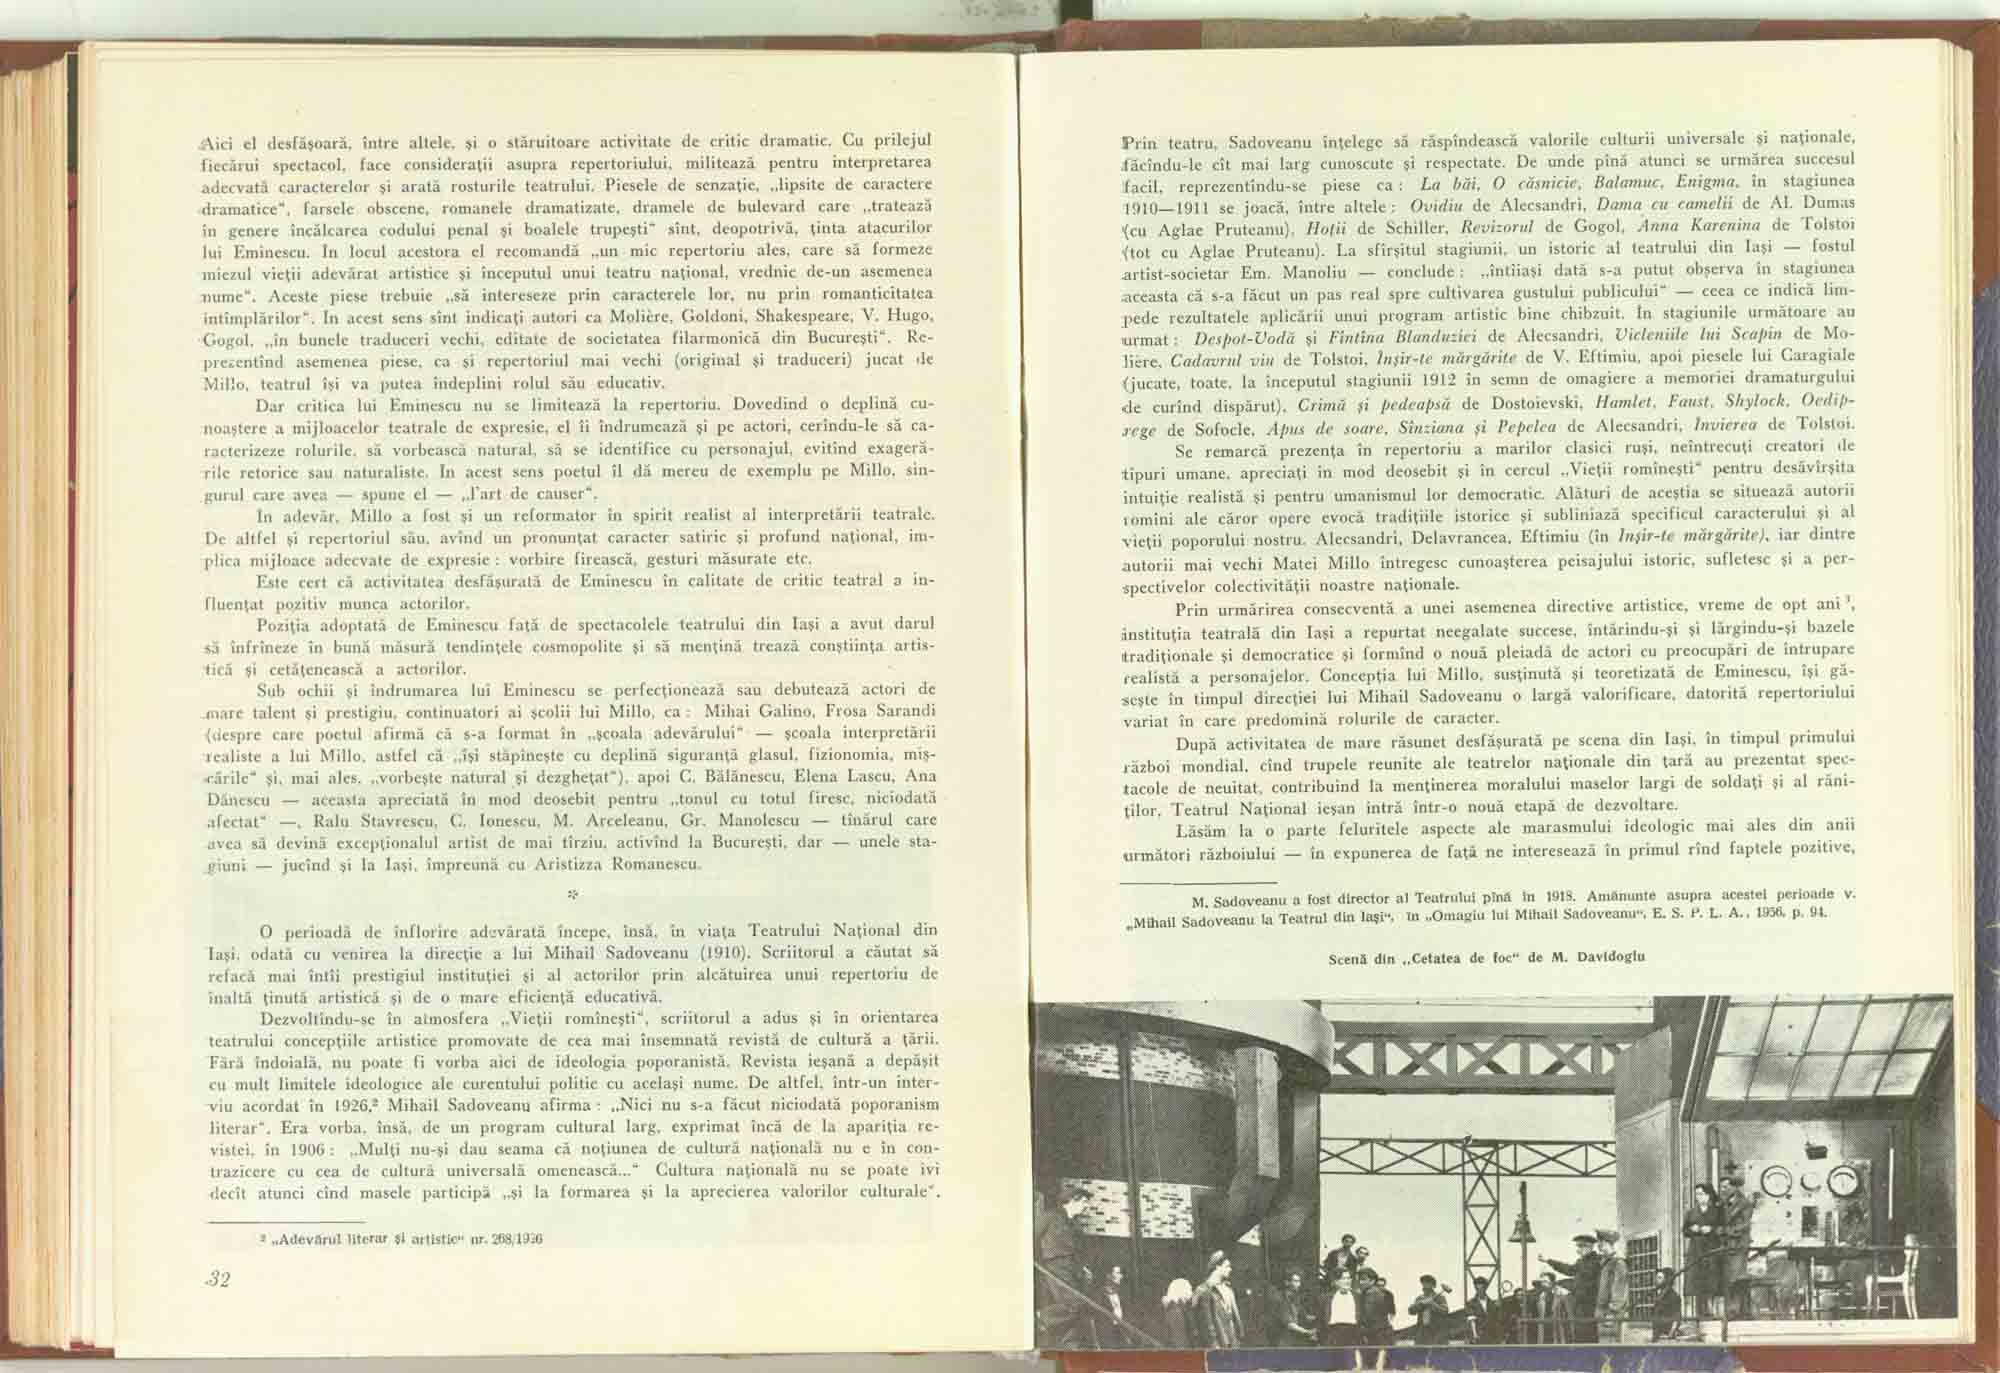 Aici el desfășoară, între altele, și o stăruitoare activitate de critic dramatic. Cu prilejul
fiecărui spectacol, face considerații asupra repertoriului, militează pentru interpretarea
adecvată caracterelor și arată rosturile teatrului. Piesele de senzație, „lipsite de caractere
dramatice“, farsele obscene, romanele dramatizate, dramele de bulevard care „tratează
în genere încălcarea codului penal și boalele trupești“ sînt, deopotrivă, ținta atacurilor
lui Eminescu. In locul acestora el recomandă „un mic repertoriu ales, care să formeze
miezul vieții adevărat artistice și începutul unui teatru național, vrednic de-un asemenea
nume“. Aceste piese trebuie „să intereseze prin caracterele lor, nu prin romanticitatea
intîmplărilor“. In acest sens sînt indicați autori ca Molière, Goldoni, Shakespeare, V. Hugo,
Gogol, „în bunele traduceri vechi, editate de societatea filarmonică din București“. Re-
prezentînd asemenea piese, ca și repertoriul mai vechi (original și traduceri) jucat de
Millo, teatrul își va putea îndeplini rolul său educativ.
Dar critica lui Eminescu nu se limitează la repertoriu. Dovedind o deplină cu-
noaștere a mijloacelor teatrale de expresie, el îi îndrumează și pe actori, cerîndu-le să ca-
racterizeze rolurile, să vorbească natural, să se identifice cu personajul, evitînd exageră-
rile retorice sau naturaliste. In acest sens poetul îl dă mereu de exemplu pe Millo, sin-
gurul care avea — spune el — „l'art de causer“.
In adevăr, Millo a fost și un reformator în spirit realist al interpretării teatrale.
De altfel și repertoriul său, avînd un pronunțat caracter satiric și profund național, im-
plica mijloace adecvate de expresie : vorbire firească, gesturi măsurate etc.
Este cert că activitatea desfășurată de Eminescu în calitate de critic teatral a in-
fluențat pozitiv munca actorilor.
Poziția adoptată de Eminescu față de spectacolele teatrului din Iași a avut darul
să înfrîneze în bună măsură tendințele cosmopolite și să mențină trează conștiința artis-
tică și cetățenească a actorilor.
Sub ochii și îndrumarea lui Eminescu se perfecționează sau debutează actori de
mare talent și prestigiu, continuatori ai școlii lui Millo, ca : Mihai Galino, Frosa Sarandi
(despre care poetul afirmă că s-a format în „școala adevărului“ — școala interpretării
realiste a lui Millo, astfel că „își stăpînește cu deplină siguranță glasul, fizionomia, miș-
cările“ și, mai ales, „vorbește natural și dezghețat“), apoi C. Bălănescu, Elena Lascu, Ana
Dănescu — aceasta apreciată în mod deosebit pentru „tonul cu totul firesc, niciodată
afectat“ —, Ralu Stavrescu, C. Ionescu, M. Arceleanu, Gr. Manolescu — tînărul care
avea să devină excepționalul artist de mai tîrziu, activînd la București, dar — unele sta-
giuni — jucînd și la Iași, împreună cu Aristizza Romanescu.
*
O perioadă de înflorire adevărată începe, însă, în viața Teatrului Național din
Iași, odată cu venirea la direcție a lui Mihail Sadoveanu (1910). Scriitorul a căutat să
refacă mai întîi prestigiul instituției și al actorilor prin alcătuirea unui repertoriu de
înaltă ținută artistică și de o mare eficiență educativă.
Dezvoltîndu-se în atmosfera „Vieții romînești“, scriitorul a adus și în orientarea
teatrului concepțiile artistice promovate de cea mai însemnată revistă de cultură a țării.
Fără îndoială, nu poate fi vorba aici de ideologia poporanistă. Revista ieșană a depășit
cu mult limitele ideologice ale curentului politic cu același nume. De altfel, într-un inter-
viu acordat în 1926,² Mihail Sadoveanu afirma : „Nici nu s-a făcut niciodată poporanism
literar“. Era vorba, însă, de un program cultural larg, exprimat încă de la apariția re-
vistei, în 1906 : „Mulți nu-și dau seama că noțiunea de cultură națională nu e în con-
trazicere cu cea de cultură universală omenească...“ Cultura națională nu se poate ivi
decît atunci cînd masele participă „și la formarea și la aprecierea valorilor culturale“.
² „Adevărul literar și artistic“ nr. 268/1926
32
Prin teatru, Sadoveanu înțelege să răspîndească valorile culturii universale și naționale,
făcîndu-le cît mai larg cunoscute și respectate. De unde pînă atunci se urmărea succesul
facil, reprezentîndu-se piese ca : La băi, O căsnicie, Balamuc, Enigma, în stagiunea
1910—1911 se joacă, între altele : Ovidiu de Alecsandri, Dama cu camelii de Al. Dumas
(cu Aglae Pruteanu), Hoții de Schiller, Revizorul de Gogol, Anna Karenina de Tolstoi
(tot cu Aglae Pruteanu). La sfîrșitul stagiunii, un istoric al teatrului din Iași — fostul
artist-societar Em. Manoliu — conclude : „întîiași dată s-a putut observa în stagiunea
aceasta că s-a făcut un pas real spre cultivarea gustului publicului“ — ceea ce indică lim-
pede rezultatele aplicării unui program artistic bine chibzuit. În stagiunile următoare au
urmat : Despot-Vodă și Fîntîna Blanduziei de Alecsandri, Vicleniile lui Scapin de Mo-
lière, Cadavrul viu de Tolstoi, Inșir-te mărgărite de V. Eftimiu, apoi piesele lui Caragiale
(jucate, toate, la începutul stagiunii 1912 în semn de omagiere a memoriei dramaturgului
de curînd dispărut), Crimă și pedeapsă de Dostoievski, Hamlet, Faust, Shylock, Oedip-
rege de Sofocle, Apus de soare, Sînziana și Pepelea de Alecsandri, Invierea de Tolstoi.
Se remarcă prezența în repertoriu a marilor clasici ruși, neîntrecuți creatori de
tipuri umane, apreciați în mod deosebit și în cercul „Vieții romînești“ pentru desăvîrșita
intuiție realistă și pentru umanismul lor democratic. Alături de aceștia se situează autorii
romîni ale căror opere evocă tradițiile istorice și subliniază specificul caracterului și al
vieții poporului nostru. Alecsandri, Delavrancea, Eftimiu (în Inșir-te mărgărite), iar dintre
autorii mai vechi Matei Millo întregesc cunoașterea peisajului istoric, sufletesc și a per-
spectivelor colectivității noastre naționale.
Prin urmărirea consecventă a unei asemenea directive artistice, vreme de opt ani ³,
instituția teatrală din Iași a repurtat neegalate succese, întărindu-și și lărgindu-și bazele
tradiționale și democratice și formînd o nouă pleiadă de actori cu preocupări de întrupare
realistă a personajelor. Concepția lui Millo, susținută și teoretizată de Eminescu, își gă-
sește în timpul direcției lui Mihail Sadoveanu o largă valorificare, datorită repertoriului
variat în care predomină rolurile de caracter.
După activitatea de mare răsunet desfășurată pe scena din Iași, în timpul primului
război mondial, cînd trupele reunite ale teatrelor naționale din țară au prezentat spec-
tacole de neuitat, contribuind la menținerea moralului maselor largi de soldați și al răni-
ților, Teatrul Național ieșan intră într-o nouă etapă de dezvoltare.
Lăsăm la o parte feluritele aspecte ale marasmului ideologic mai ales din anii
următori războiului — în expunerea de față ne interesează în primul rînd faptele pozitive,
M. Sadoveanu a fost director al Teatrului pînă în 1918. Amănunte asupra acestei perioade v.
„Mihail Sadoveanu la Teatrul din Iași“, în „Omagiu lui Mihail Sadoveanu“, E. S. P. L. A., 1956, p. 94.
Scenă din „Cetatea de foc“ de M. Davidoglu